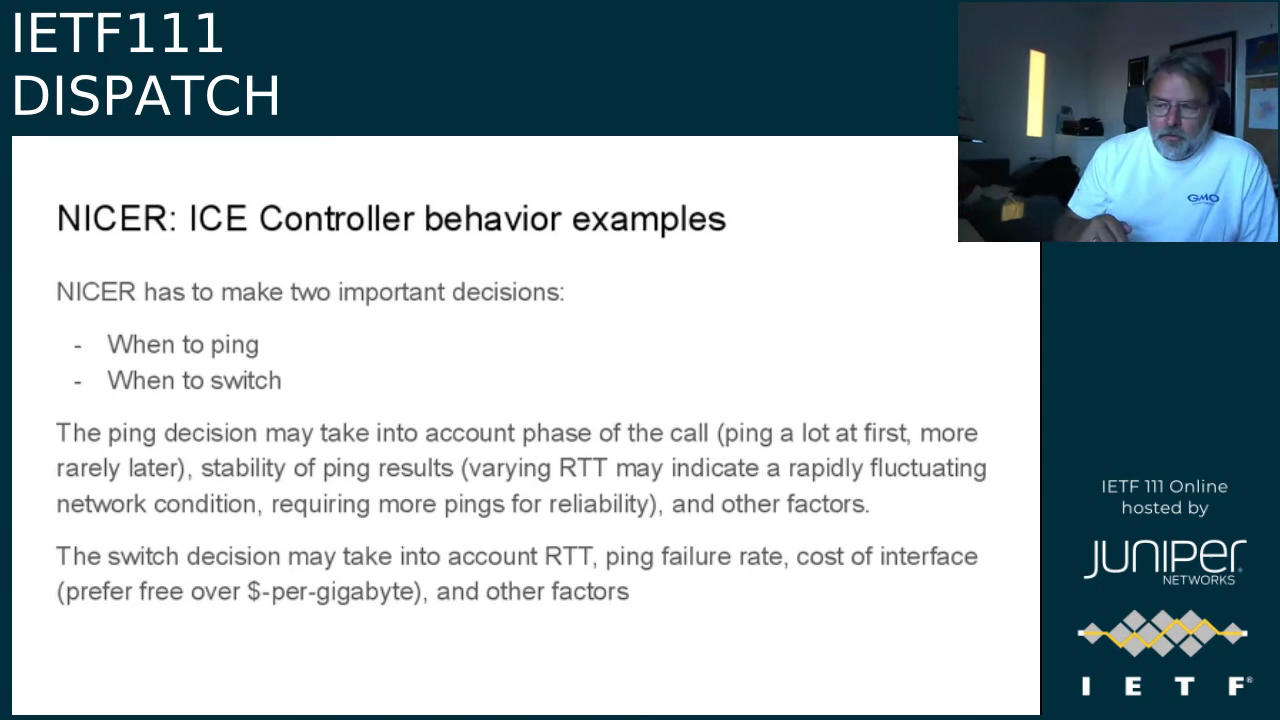 IETF111
DISPATCH
GMO
NICER: ICE Controller behavior examples
NICER has to make two important decisions:
- When to ping
- When to switch
The ping decision may take into account phase of the call (ping a lot at first, more
rarely later), stability of ping results (varying RTT may indicate a rapidly fluctuating
network condition, requiring more pings for reliability), and other factors.
The switch decision may take into account RTT, ping failure rate, cost of interface
(prefer free over $-per-gigabyte), and other factors
IETF 111 Online
hosted by
JUNIPER
NETWORKS
I E T F®